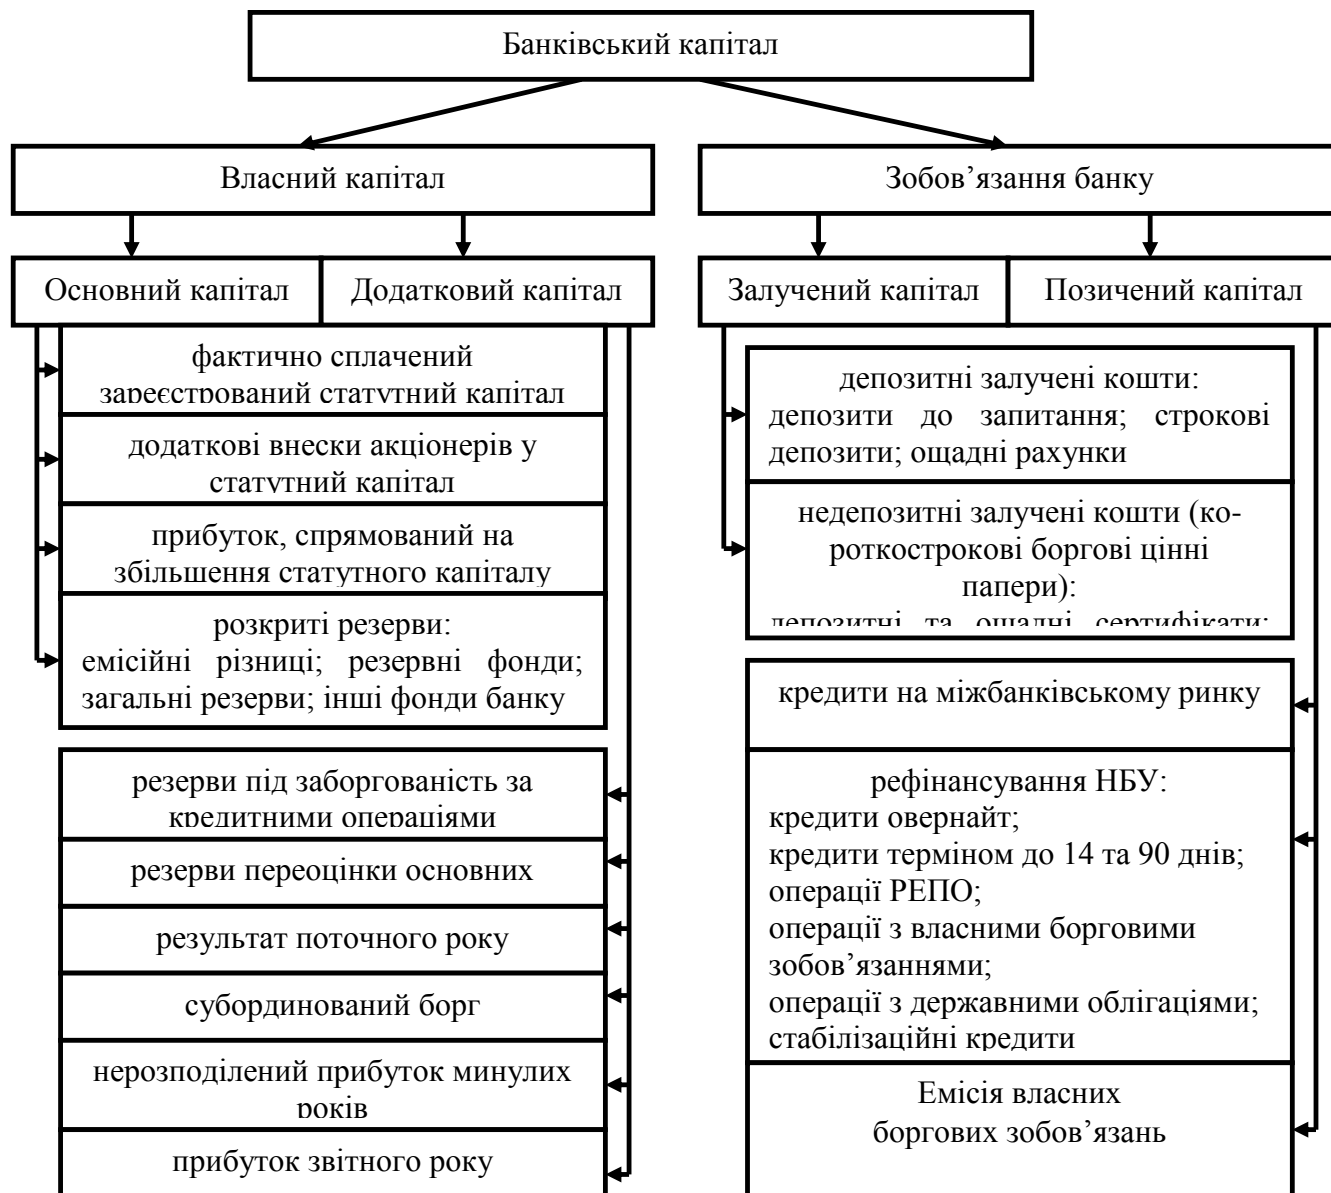 Банківський капітал
Власний капітал
Зобов’язання банку
Основний капітал
Додатковий капітал
Залучений капітал
Позичений капітал
фактично сплачений
зареєстрований статутний капітал
додаткові внески акціонерів у
статутний капітал
прибуток, спрямований на
збільшення статутного капіталу
розкриті резерви:
емісійні різниці; резервні фонди;
загальні резерви; інші фонди банку
резерви під заборгованість за
кредитними операціями
резерви переоцінки основних
результат поточного року
субординований борг
нерозподілений прибуток минулих
років
прибуток звітного року
депозитні залучені кошти:
депозити до запитання; строкові
депозити; ощадні рахунки
недепозитні залучені кошти (ко-
роткострокові боргові цінні
папери):
депозитні та ощадні сертифікати;
кредити на міжбанківському ринку
рефінансування НБУ:
кредити овернайт;
кредити терміном до 14 та 90 днів;
операції РЕПО;
операції з власними борговими
зобов’язаннями;
операції з державними облігаціями;
стабілізаційні кредити
Емісія власних
боргових зобов’язань